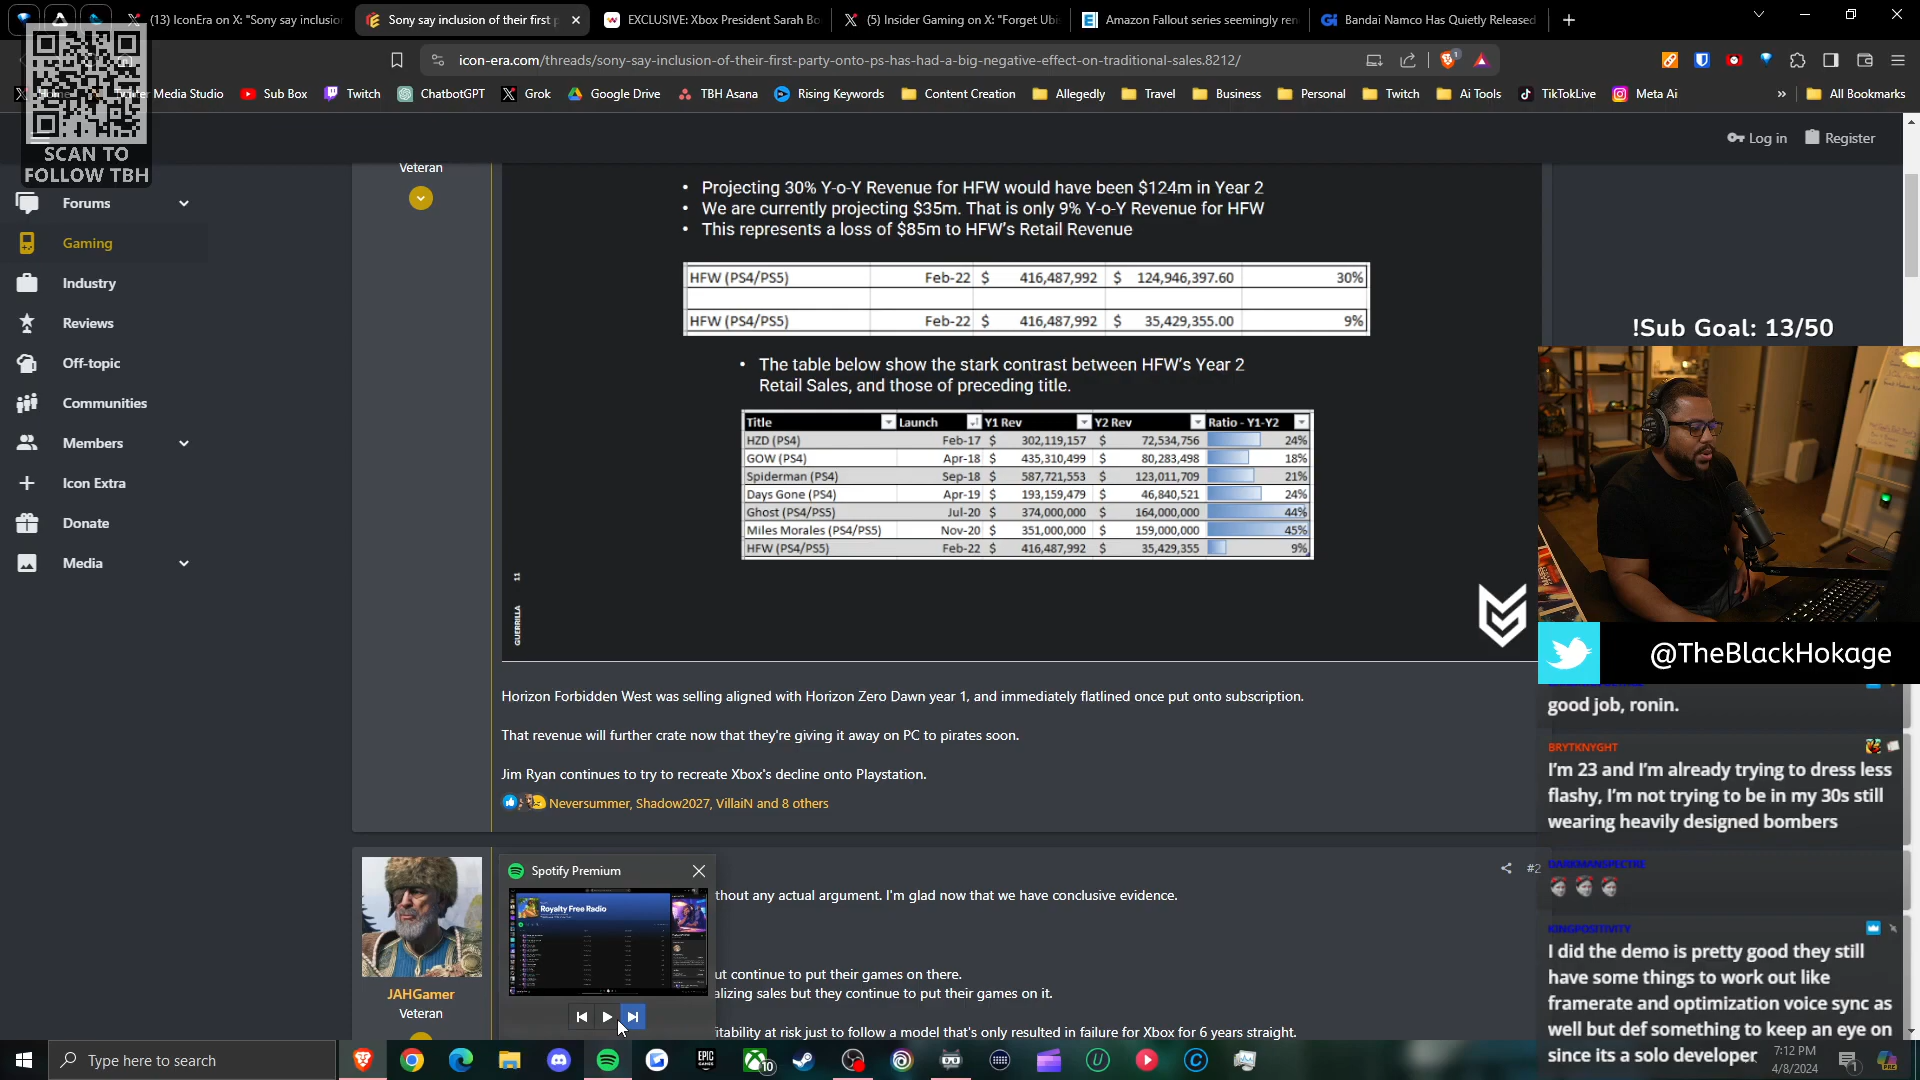 (13) IconEra on X: "Sony say inclusion
Sony say inclusion of their first p
EXCLUSIVE: Xbox President Sarah Bo
(5) Insider Gaming on X: "Forget Ubi
Amazon Fallout series seemingly ren
Bandai Namco Has Quietly Released
icon-era.com/threads/sony-say-inclusion-of-their-first-party-onto-ps-has-had-a-big-negative-effect-on-traditional-sales.8212/
Media Studio
Sub Box
Twitch
ChatbotGPT
Grok
Google Drive
TBH Asana
Rising Keywords
Content Creation
Allegedly
Travel
Business
Personal
Twitch
Ai Tools
TikTokLive
Meta Ai
» All Bookmarks
SCAN TO
FOLLOW TBH
Log in
Register
Forums
Gaming
Industry
Reviews
Off-topic
Communities
Members
Icon Extra
Donate
Media
Veteran
• Projecting 30% Y-o-Y Revenue for HFW would have been $124m in Year 2
• We are currently projecting $35m. That is only 9% Y-o-Y Revenue for HFW
• This represents a loss of $85m to HFW's Retail Revenue
HFW (PS4/PS5) Feb-22 $ 416,487,992 $ 124,946,397.60 30%
HFW (PS4/PS5) Feb-22 $ 416,487,992 $ 35,429,355.00 9%
• The table below show the stark contrast between HFW's Year 2
Retail Sales, and those of preceding title.
Title Launch Y1 Rev Y2 Rev Ratio - Y1-Y2
HZD (PS4) Feb-17 $ 302,119,157 $ 72,534,756 24%
GOW (PS4) Apr-18 $ 435,310,499 $ 80,283,498 18%
Spiderman (PS4) Sep-18 $ 587,721,553 $ 123,011,709 21%
Days Gone (PS4) Apr-19 $ 193,159,479 $ 46,840,521 24%
Ghost (PS4/PS5) Jul-20 $ 374,000,000 $ 164,000,000 44%
Miles Morales (PS4/PS5) Nov-20 $ 351,000,000 $ 159,000,000 45%
HFW (PS4/PS5) Feb-22 $ 416,487,992 $ 35,429,355 9%
11
GUERRILLA
Horizon Forbidden West was selling aligned with Horizon Zero Dawn year 1, and immediately flatlined once put onto subscription.
That revenue will further crate now that they're giving it away on PC to pirates soon.
Jim Ryan continues to try to recreate Xbox's decline onto Playstation.
Neversummer, Shadow2027, VillaiN and 8 others
JAHGamer
Veteran
#2
thout any actual argument. I'm glad now that we have conclusive evidence.
ut continue to put their games on there.
alizing sales but they continue to put their games on it.
itability at risk just to follow a model that's only resulted in failure for Xbox for 6 years straight.
Spotify Premium
Royalty Free Radio
!Sub Goal: 13/50
@TheBlackHokage
good job, ronin.
BRYTKNYGHT
I'm 23 and I'm already trying to dress less
flashy, I'm not trying to be in my 30s still
wearing heavily designed bombers
DARKMANSPECTRE
KINGPOSITIVITY
I did the demo is pretty good they still
have some things to work out like
framerate and optimization voice sync as
well but def something to keep an eye on
since its a solo developer
Type here to search
EPIC
GAMES
10
7:12 PM
4/8/2024
1